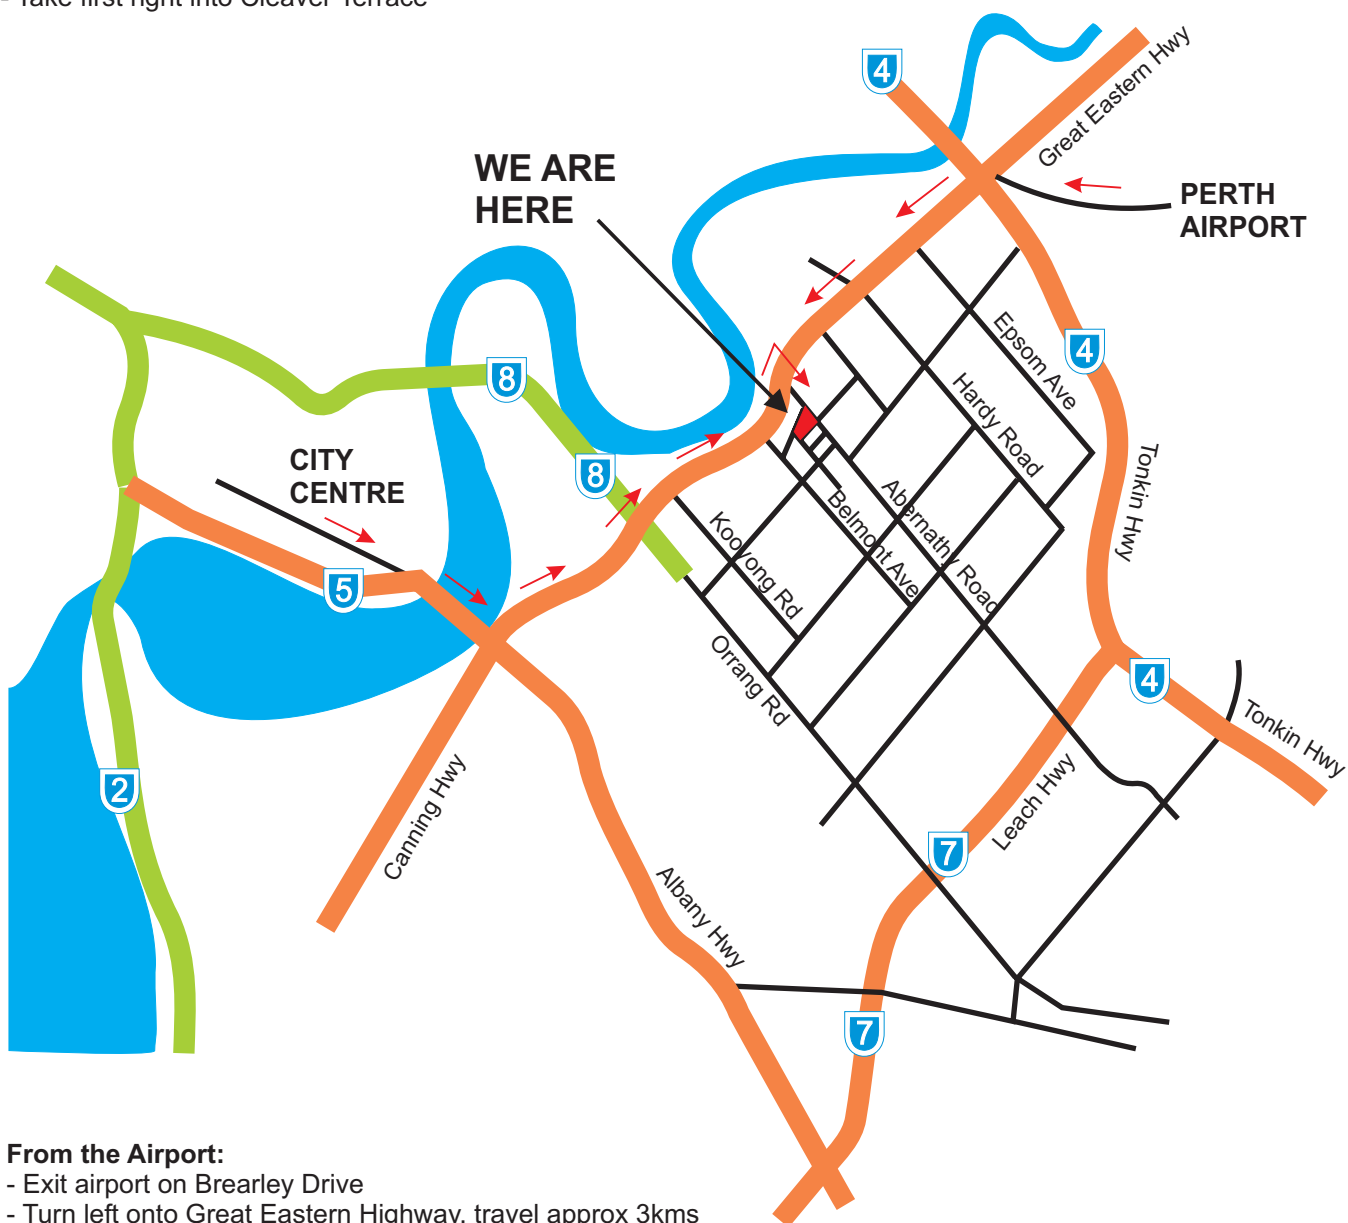 - Take first right into Cleaver Terrace
4
Great Eastern Hwy
WE ARE
HERE
PERTH
AIRPORT
Epsom Ave
4
8
Hardy Road
CITY
CENTRE
8
Tonkin Hwy
Abernathy Road
Belmont Ave
Kooyong Rd
5
Orrang Rd
4
Tonkin Hwy
2
Canning Hwy
Leach Hwy
7
Albany Hwy
7
From the Airport:
- Exit airport on Brearley Drive
- Turn left onto Great Eastern Highway, travel approx 3kms